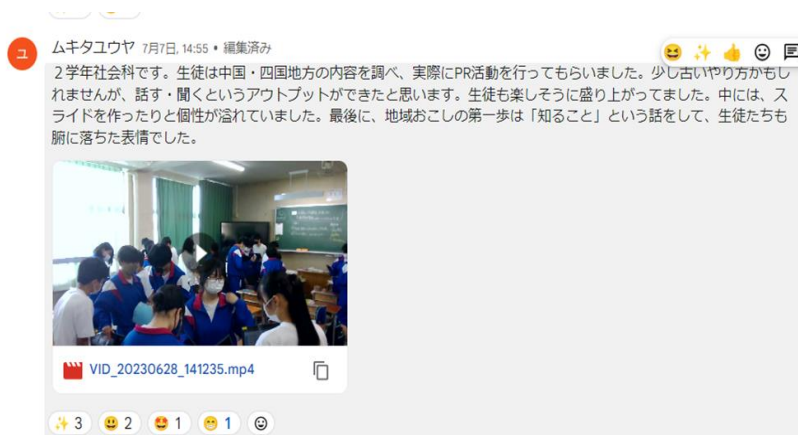 ユ
ムキタユウヤ 7月7日, 14:55 • 編集済み
２学年社会科です。生徒は中国・四国地方の内容を調べ、実際にPR活動を行ってもらいました。少し古いやり方かもし
れませんが、話す・聞くというアウトプットができたと思います。生徒も楽しそうに盛り上がってました。中には、ス
ライドを作ったりと個性が溢れていました。最後に、地域おこしの第一歩は「知ること」という話をして、生徒たちも
腑に落ちた表情でした。
VID_20230628_141235.mp4
3 2 1 1